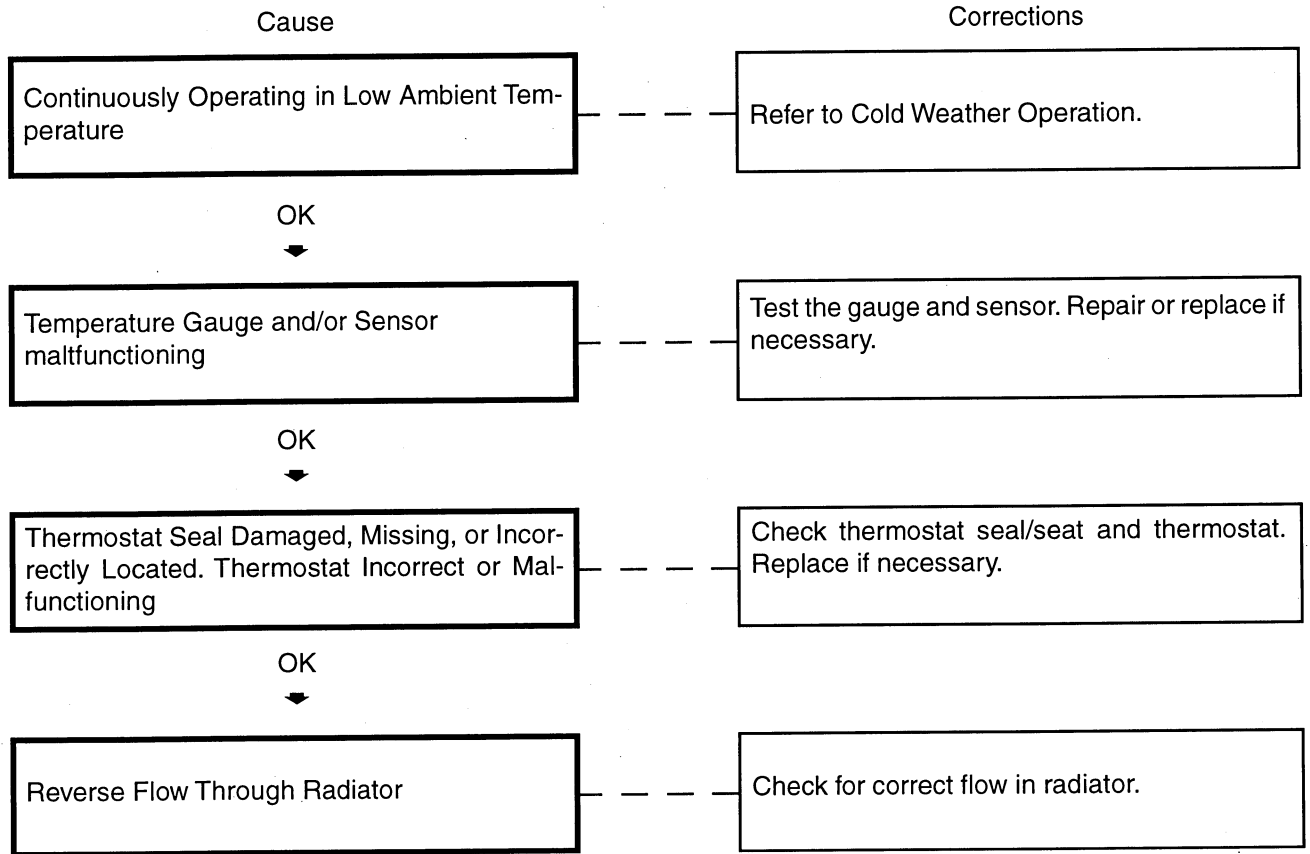 Cause
Corrections
Continuously Operating in Low Ambient Tem-
perature
Refer to Cold Weather Operation.
OK
Temperature Gauge and/or Sensor
maltfunctioning
Test the gauge and sensor. Repair or replace if
necessary.
OK
Thermostat Seal Damaged, Missing, or Incor-
rectly Located. Thermostat Incorrect or Mal-
functioning
Check thermostat seal/seat and thermostat.
Replace if necessary.
OK
Reverse Flow Through Radiator
Check for correct flow in radiator.